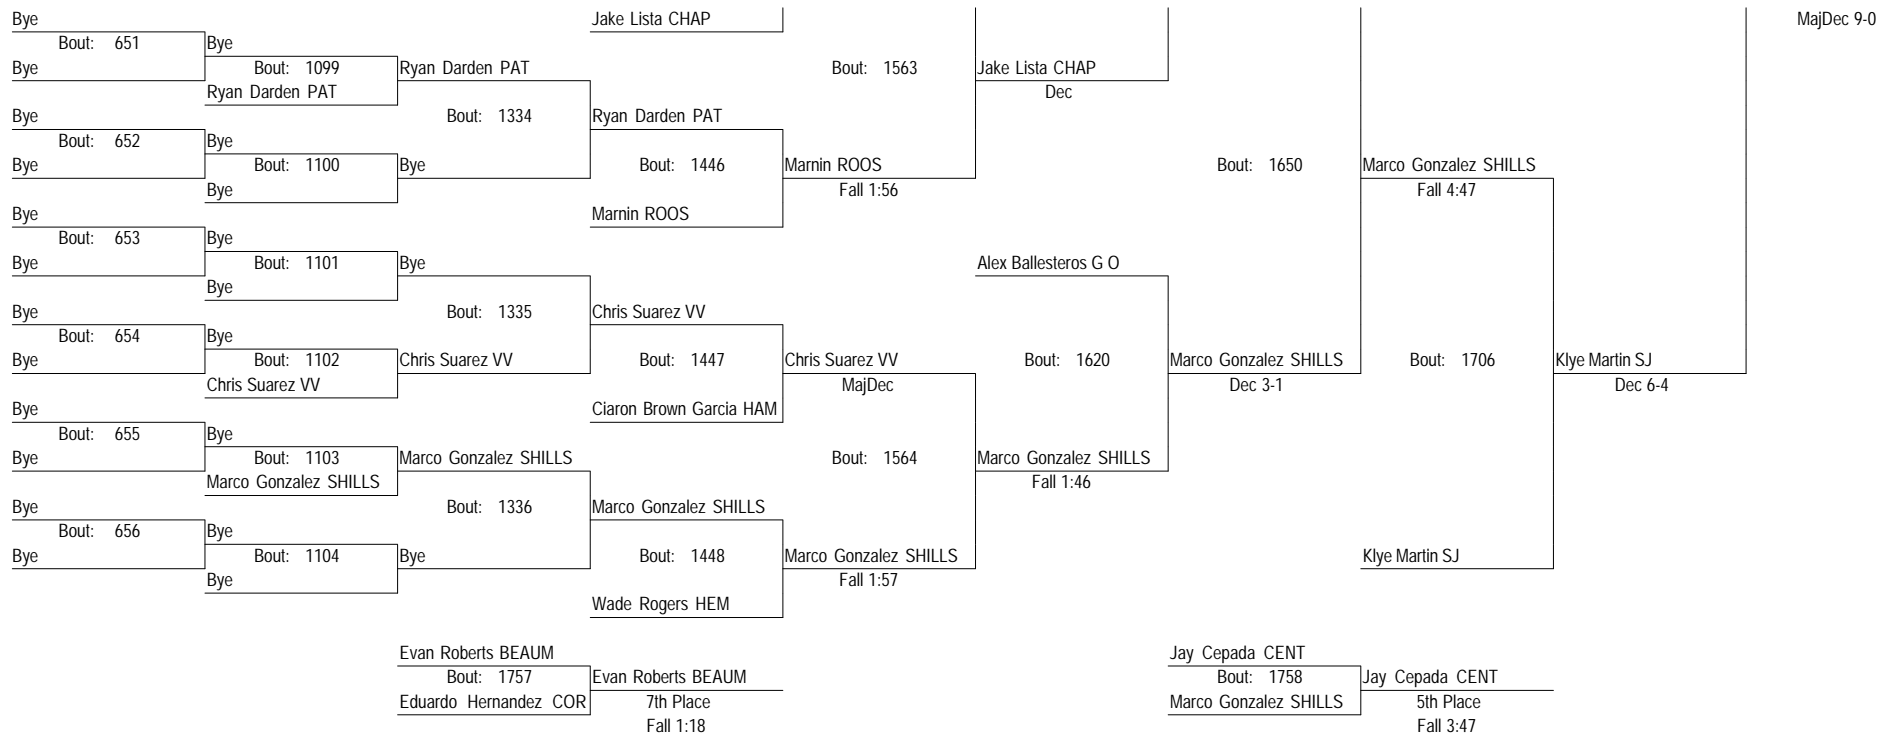 Bye
Jake Lista CHAP
MajDec 9-0
Bout: 651
Bye
Bye
Bout: 1099
Ryan Darden PAT
Bout: 1563
Jake Lista CHAP
Ryan Darden PAT
Dec
Bye
Bout: 1334
Ryan Darden PAT
Bout: 652
Bye
Bye
Bout: 1100
Bye
Bout: 1446
Marnin ROOS
Bout: 1650
Marco Gonzalez SHILLS
Bye
Fall 1:56
Fall 4:47
Bye
Marnin ROOS
Bout: 653
Bye
Bye
Bout: 1101
Bye
Alex Ballesteros G O
Bye
Bye
Bout: 1335
Chris Suarez VV
Bout: 654
Bye
Bye
Bout: 1102
Chris Suarez VV
Bout: 1447
Chris Suarez VV
Bout: 1620
Marco Gonzalez SHILLS
Bout: 1706
Klye Martin SJ
Chris Suarez VV
MajDec
Dec 3-1
Dec 6-4
Bye
Ciaron Brown Garcia HAM
Bout: 655
Bye
Bye
Bout: 1103
Marco Gonzalez SHILLS
Bout: 1564
Marco Gonzalez SHILLS
Marco Gonzalez SHILLS
Fall 1:46
Bye
Bout: 1336
Marco Gonzalez SHILLS
Bout: 656
Bye
Bye
Bout: 1104
Bye
Bout: 1448
Marco Gonzalez SHILLS
Klye Martin SJ
Bye
Fall 1:57
Wade Rogers HEM
Evan Roberts BEAUM
Jay Cepada CENT
Bout: 1757
Evan Roberts BEAUM
Bout: 1758
Jay Cepada CENT
Eduardo Hernandez COR
7th Place
Marco Gonzalez SHILLS
5th Place
Fall 1:18
Fall 3:47